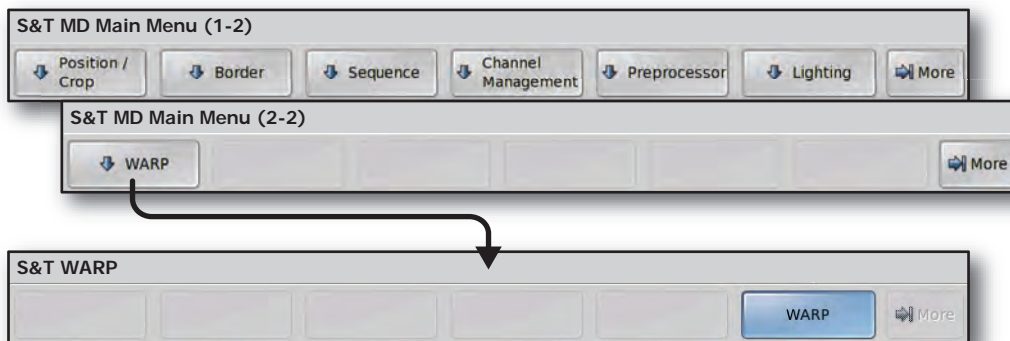 S&T MD Main Menu (1-2)
Position / Crop
Border
Sequence
Channel Management
Preprocessor
Lighting
More
S&T MD Main Menu (2-2)
WARP
More
S&T WARP
WARP
More